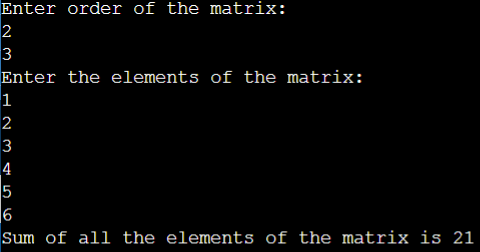 Enter order of the matrix:
2
3
Enter the elements of the matrix:
1
2
3
4
5
6
Sum of all the elements of the matrix is 21